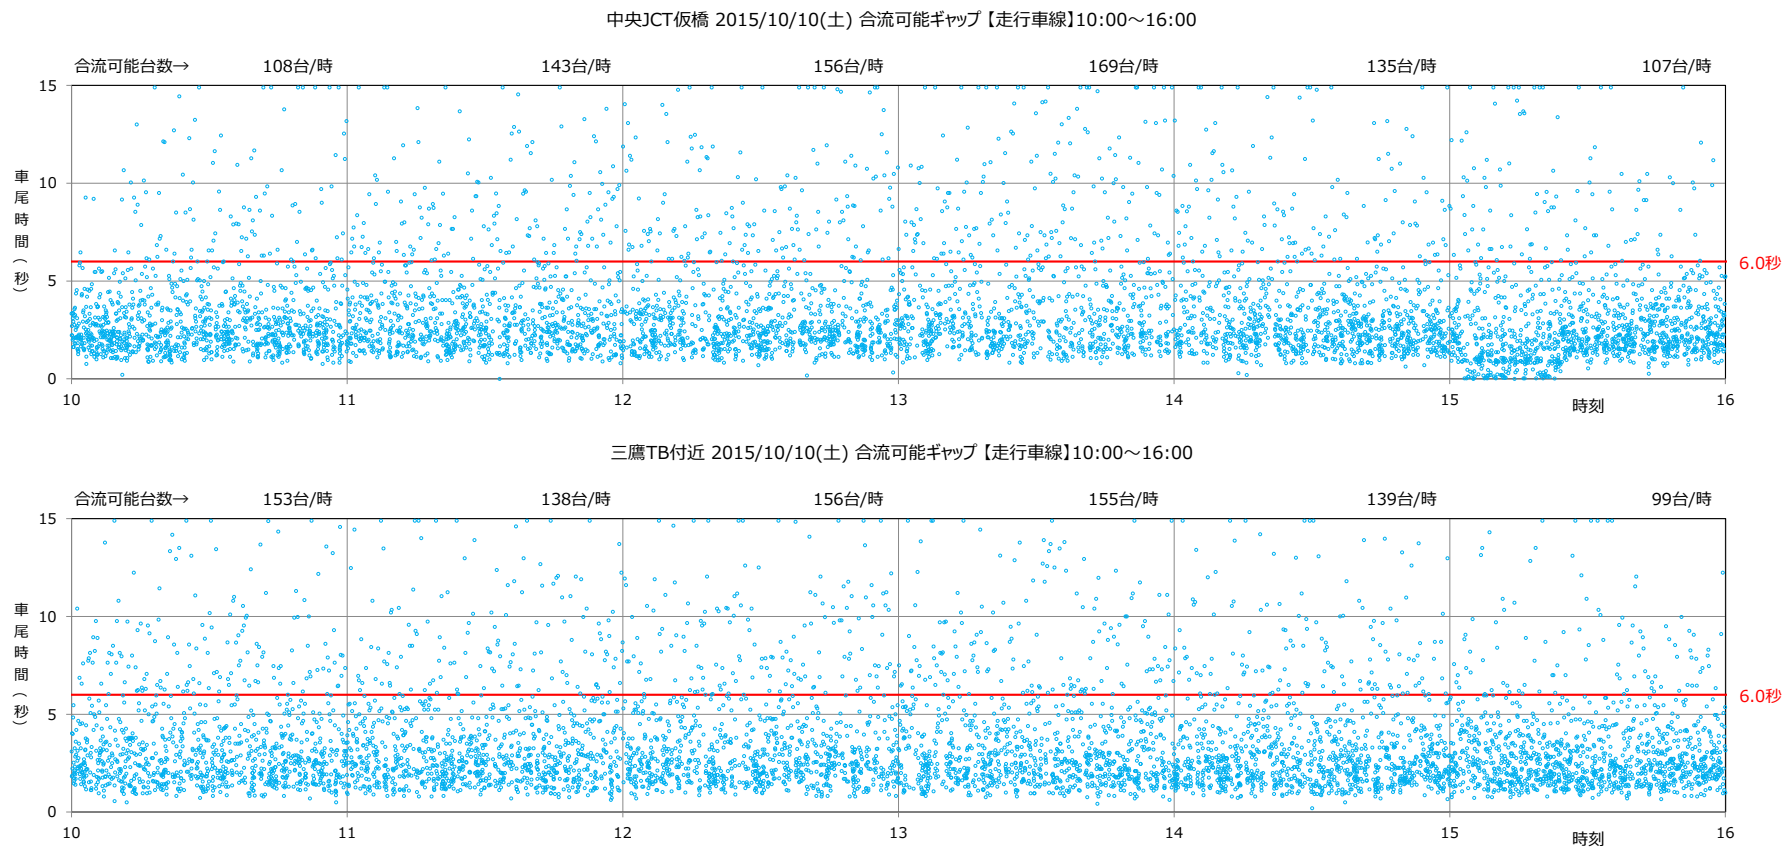 中央JCT仮橋 2015/10/10(土) 合流可能ギャップ【走行車線】10:00～16:00
合流可能台数→ 108台/時 143台/時 156台/時 169台/時 135台/時 107台/時
15
10
5
0
車尾時間（秒）
6.0秒
10 11 12 13 14 15 16
時刻
三鷹TB付近 2015/10/10(土) 合流可能ギャップ【走行車線】10:00～16:00
合流可能台数→ 153台/時 138台/時 156台/時 155台/時 139台/時 99台/時
15
10
5
0
車尾時間（秒）
6.0秒
10 11 12 13 14 15 16
時刻